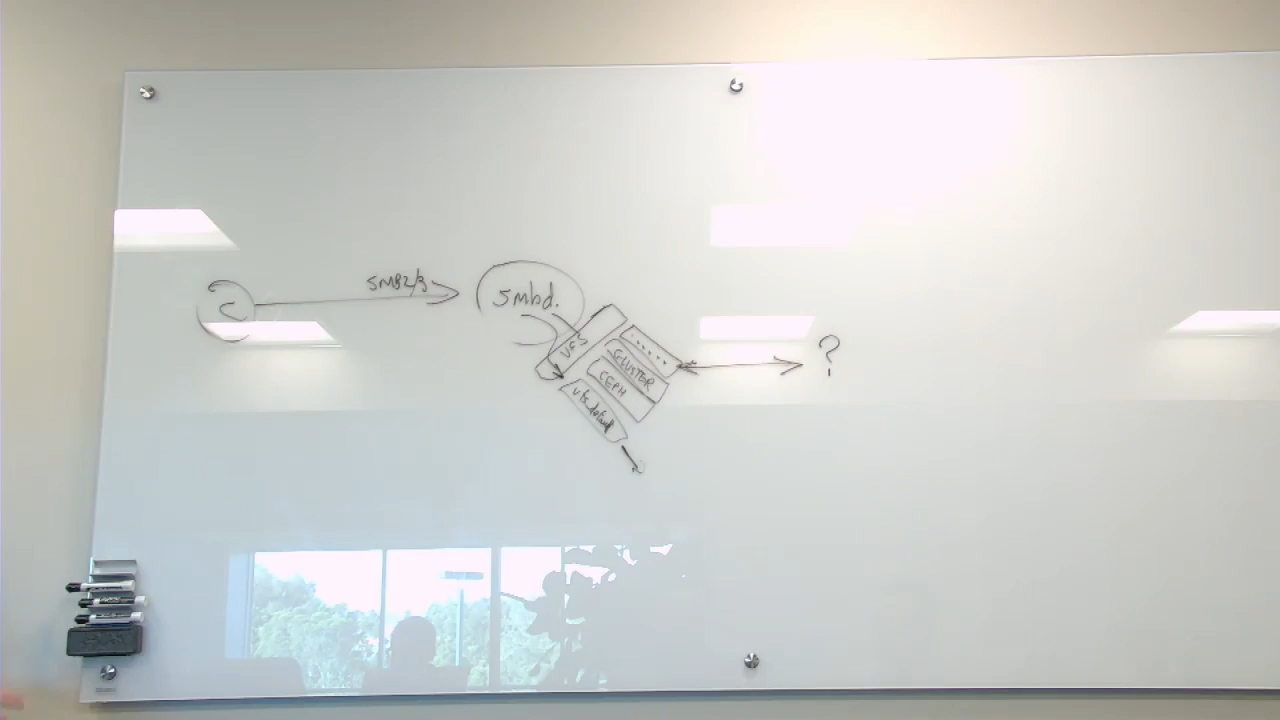 C
SMB2/3
smbd.
VFS
......
GLUSTER
CEPH
vfs_default
?